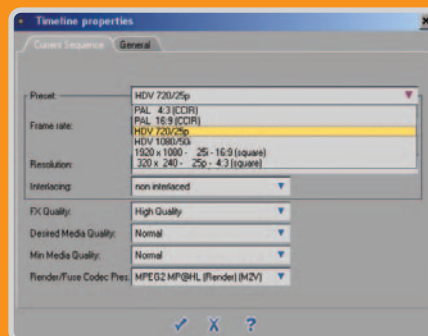 Timeline properties
Current Sequence General
Preset: HDV 720/25p
PAL 4:3 (CCIR)
PAL 16:9 (CCIR)
Frame rate:
HDV 720/25p
HDV 1080/50i
1920 x 1080 - 25i - 16:9 (square)
Resolution:
320 x 240 - 25p - 4:3 (square)
Interlacing: non interlaced
FX Quality: High Quality
Desired Media Quality: Normal
Min Media Quality: Normal
Render/Fuse Codec Pres. MPEG2 MP@HL (Render) (M2V)